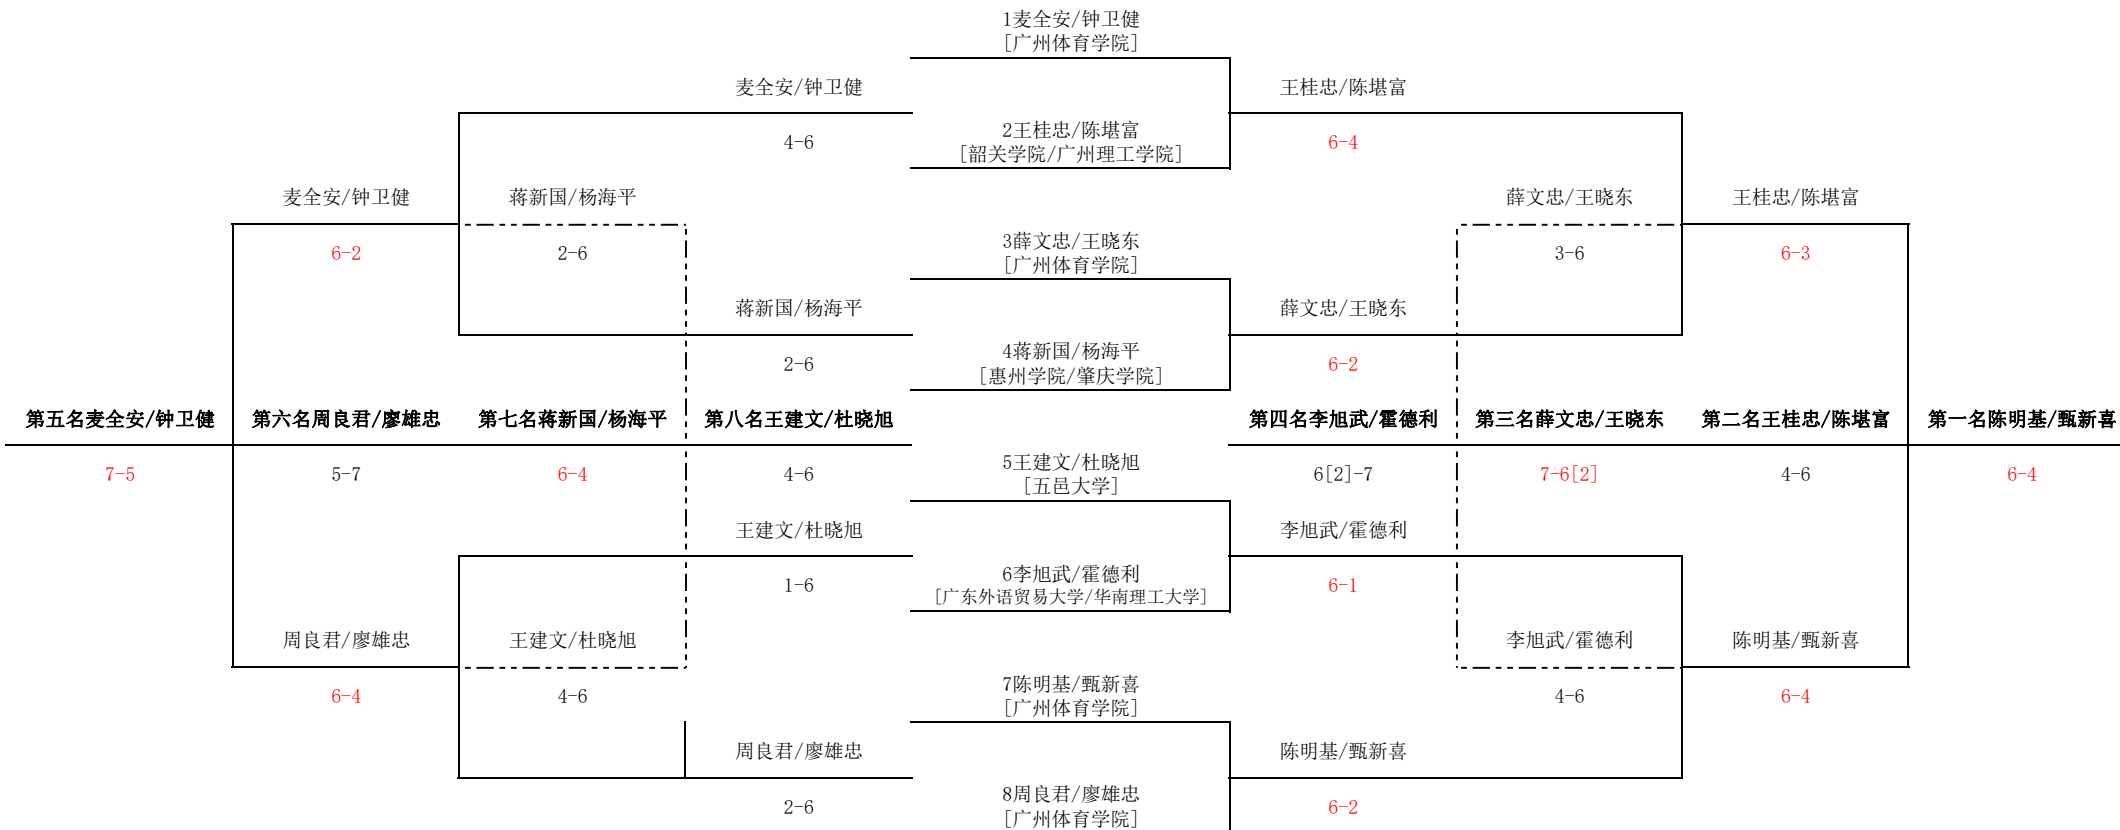 1麦全安/钟卫健
[广州体育学院]
麦全安/钟卫健
王桂忠/陈堪富
4-6
2王桂忠/陈堪富
[韶关学院/广州理工学院]
6-4
麦全安/钟卫健
蒋新国/杨海平
薛文忠/王晓东
王桂忠/陈堪富
6-2
2-6
3薛文忠/王晓东
[广州体育学院]
3-6
6-3
蒋新国/杨海平
薛文忠/王晓东
2-6
4蒋新国/杨海平
[惠州学院/肇庆学院]
6-2
第五名麦全安/钟卫健
第六名周良君/廖雄忠
第七名蒋新国/杨海平
第八名王建文/杜晓旭
第四名李旭武/霍德利
第三名薛文忠/王晓东
第二名王桂忠/陈堪富
第一名陈明基/甄新喜
7-5
5-7
6-4
4-6
5王建文/杜晓旭
[五邑大学]
6[2]-7
7-6[2]
4-6
6-4
王建文/杜晓旭
李旭武/霍德利
1-6
6李旭武/霍德利
[广东外语贸易大学/华南理工大学]
6-1
周良君/廖雄忠
王建文/杜晓旭
李旭武/霍德利
陈明基/甄新喜
6-4
4-6
7陈明基/甄新喜
[广州体育学院]
4-6
6-4
周良君/廖雄忠
陈明基/甄新喜
2-6
8周良君/廖雄忠
[广州体育学院]
6-2